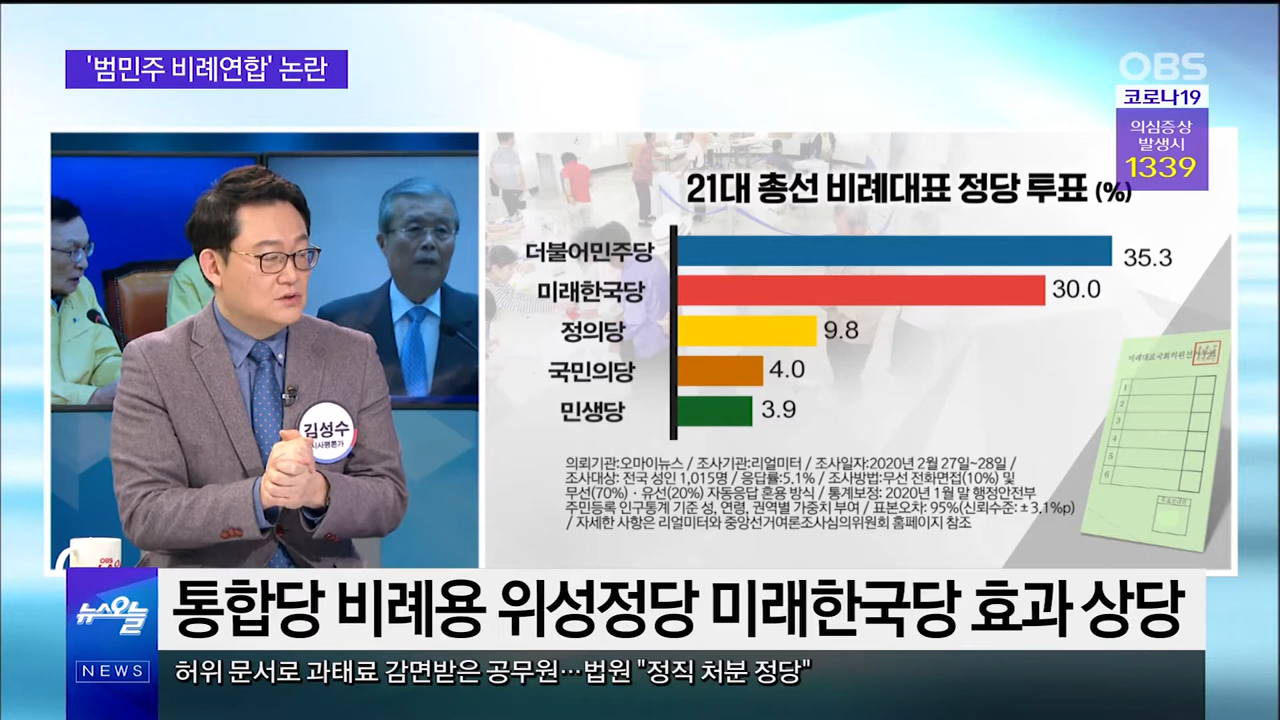 '범민주 비례연합' 논란
OBS
코로나19
의심증상
발생시
1339
21대 총선 비례대표 정당 투표 (%)
더불어민주당 35.3
미래한국당 30.0
정의당 9.8
국민의당 4.0
민생당 3.9
의뢰기관:오마이뉴스 / 조사기관:리얼미터 / 조사일자:2020년 2월 27일~28일 /
조사대상: 전국 성인 1,015명 / 응답률:5.1% / 조사방법:무선 전화면접(10%) 및
무선(70%)·유선(20%) 자동응답 혼용 방식 / 통계보정: 2020년 1월 말 행정안전부
주민등록 인구통계 기준 성, 연령, 권역별 가중치 부여 / 표본오차: 95%(신뢰수준: ±3.1%p)
/ 자세한 사항은 리얼미터와 중앙선거여론조사심의위원회 홈페이지 참조
1
2
3
4
5
6
김성수
시사평론가
OBS
뉴스오늘
통합당 비례용 위성정당 미래한국당 효과 상당
NEWS
허위 문서로 과태료 감면받은 공무원…법원 "정직 처분 정당"